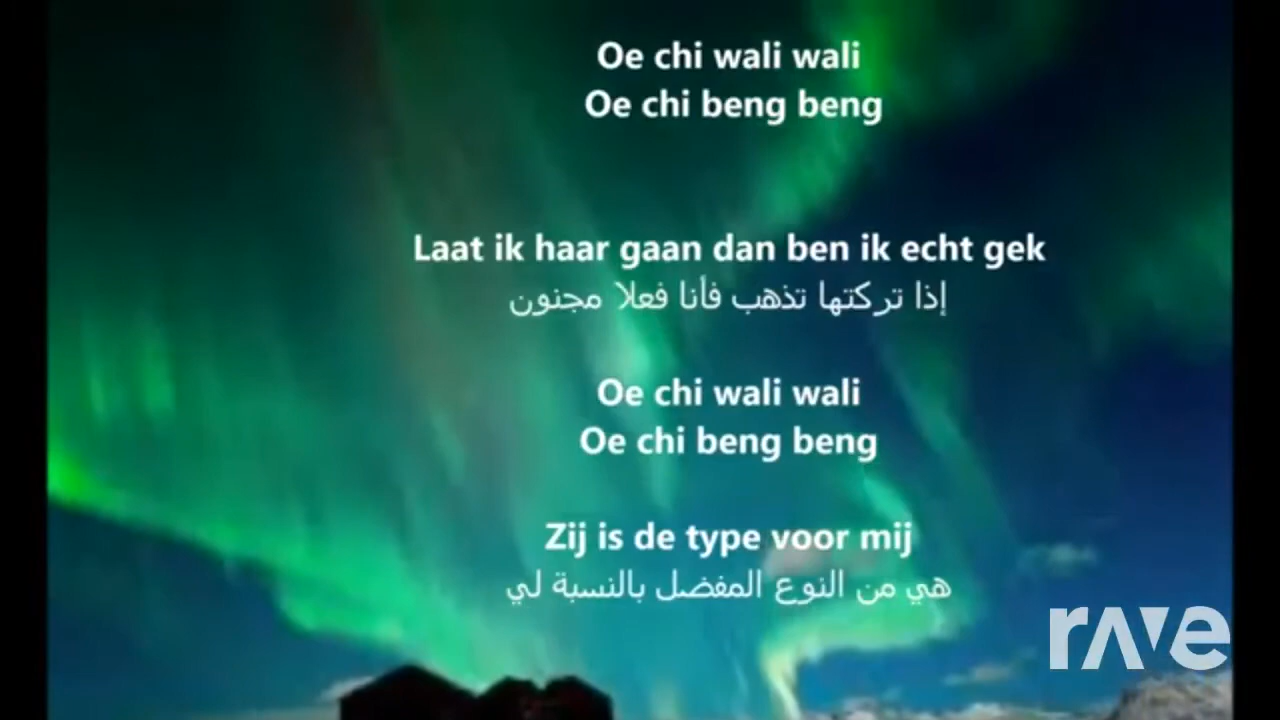 Oe chi wali wali
Oe chi beng beng
Laat ik haar gaan dan ben ik echt gek
إذا تركتها تذهب فأنا فعلا مجنون
Oe chi wali wali
Oe chi beng beng
Zij is de type voor mij
هي من النوع المفضل بالنسبة لي
rave